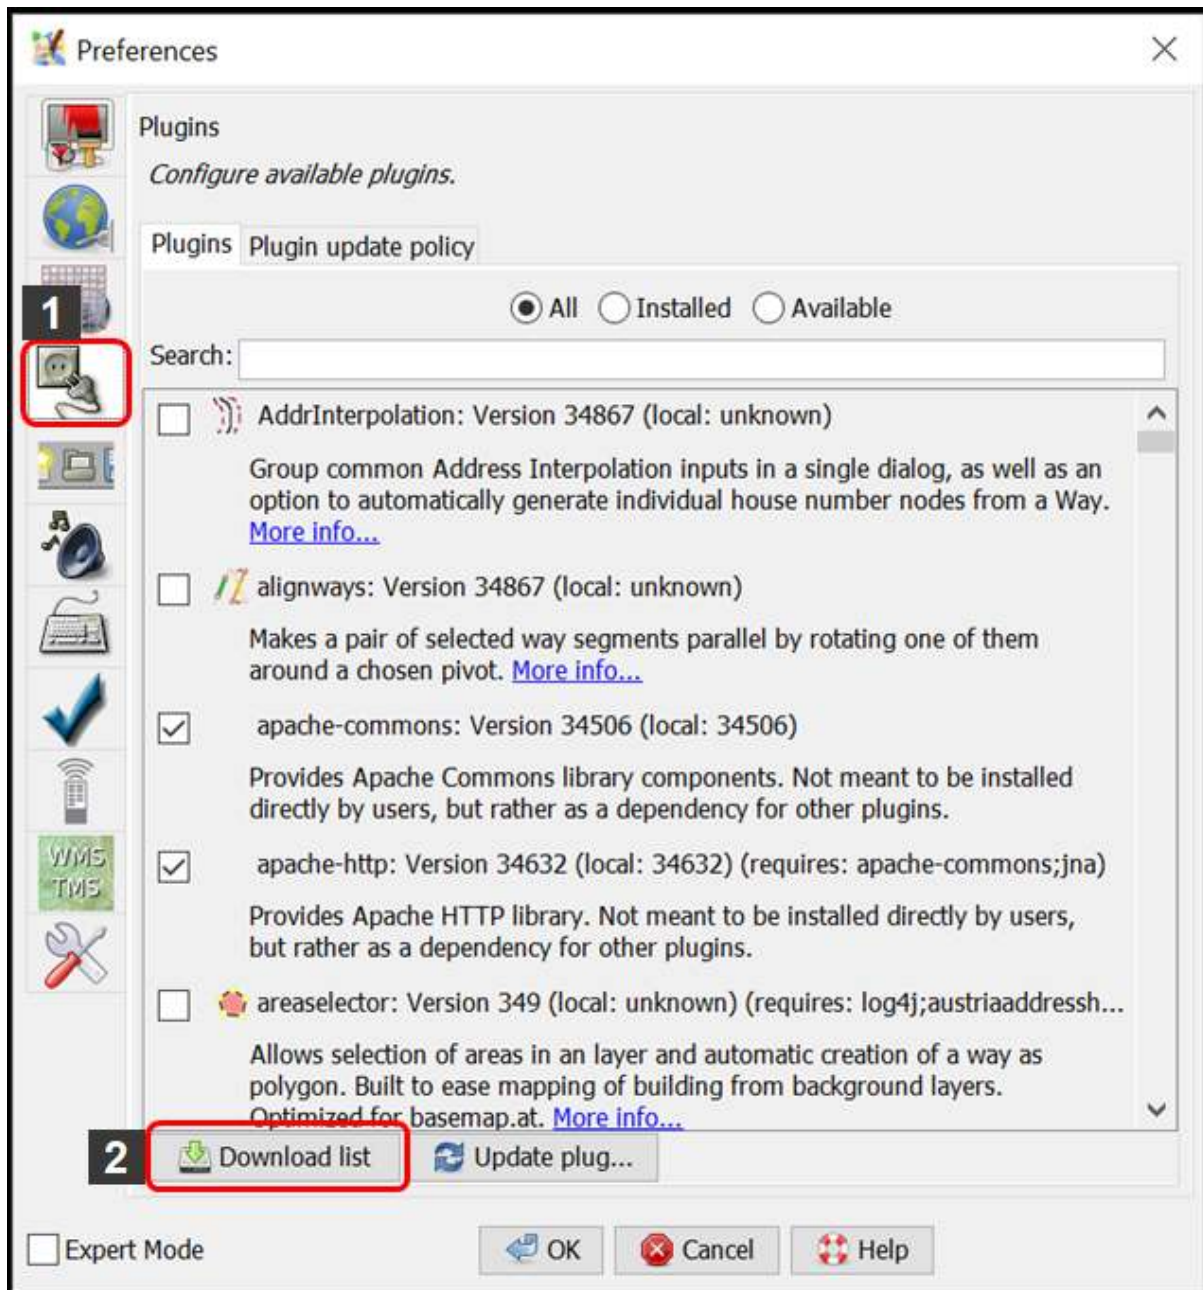 Preferences
Plugins
Configure available plugins.
Plugins Plugin update policy
1
All Installed Available
Search:
AddrInterpolation: Version 34867 (local: unknown)
Group common Address Interpolation inputs in a single dialog, as well as an
option to automatically generate individual house number nodes from a Way.
More info...
alignways: Version 34867 (local: unknown)
Makes a pair of selected way segments parallel by rotating one of them
around a chosen pivot. More info...
apache-commons: Version 34506 (local: 34506)
Provides Apache Commons library components. Not meant to be installed
directly by users, but rather as a dependency for other plugins.
WMS
TMS
apache-http: Version 34632 (local: 34632) (requires: apache-commons;jna)
Provides Apache HTTP library. Not meant to be installed directly by users,
but rather as a dependency for other plugins.
areaselector: Version 349 (local: unknown) (requires: log4j;austriaaddressh...
Allows selection of areas in an layer and automatic creation of a way as
polygon. Built to ease mapping of building from background layers.
Optimized for basemap.at. More info...
2
Download list Update plug...
Expert Mode OK Cancel Help